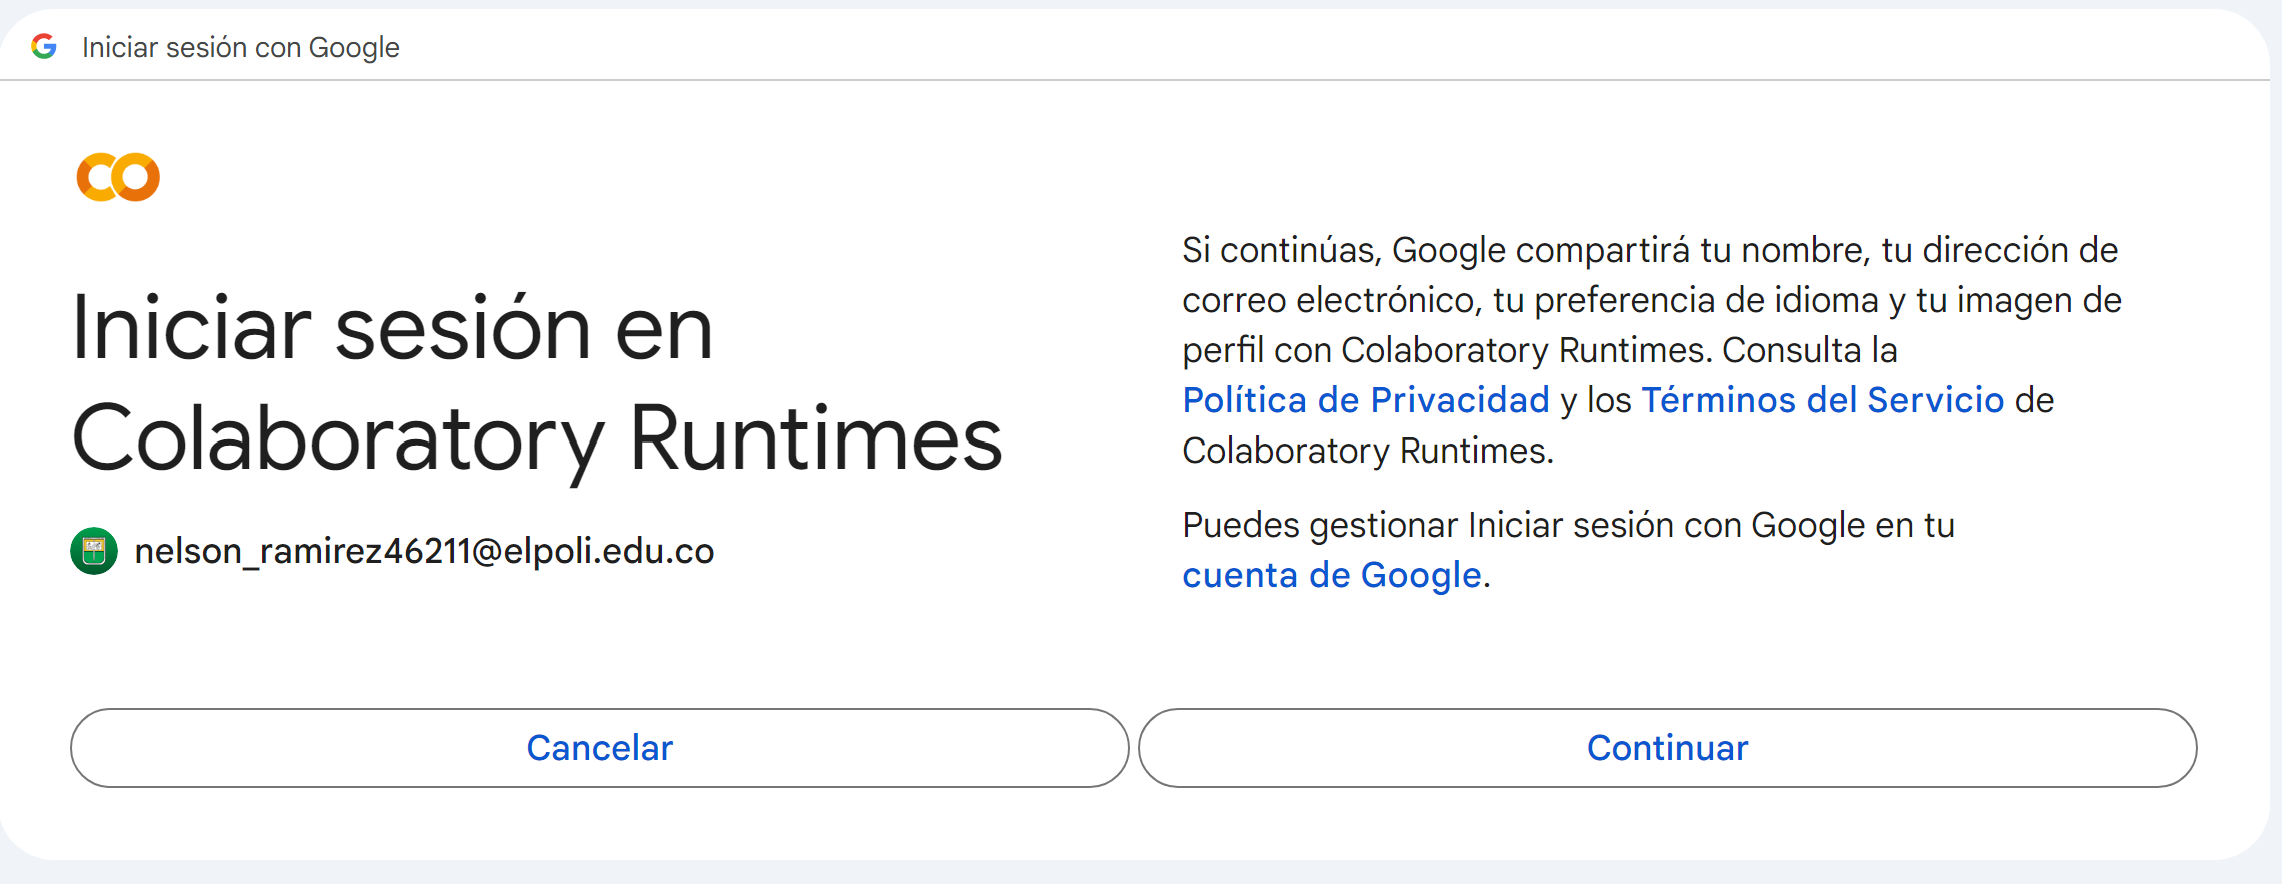 Iniciar sesión con Google
Iniciar sesión en
Colaboratory Runtimes
nelson_ramirez46211@elpoli.edu.co
Si continúas, Google compartirá tu nombre, tu dirección de
correo electrónico, tu preferencia de idioma y tu imagen de
perfil con Colaboratory Runtimes. Consulta la
Política de Privacidad y los Términos del Servicio de
Colaboratory Runtimes.
Puedes gestionar Iniciar sesión con Google en tu
cuenta de Google.
Cancelar
Continuar